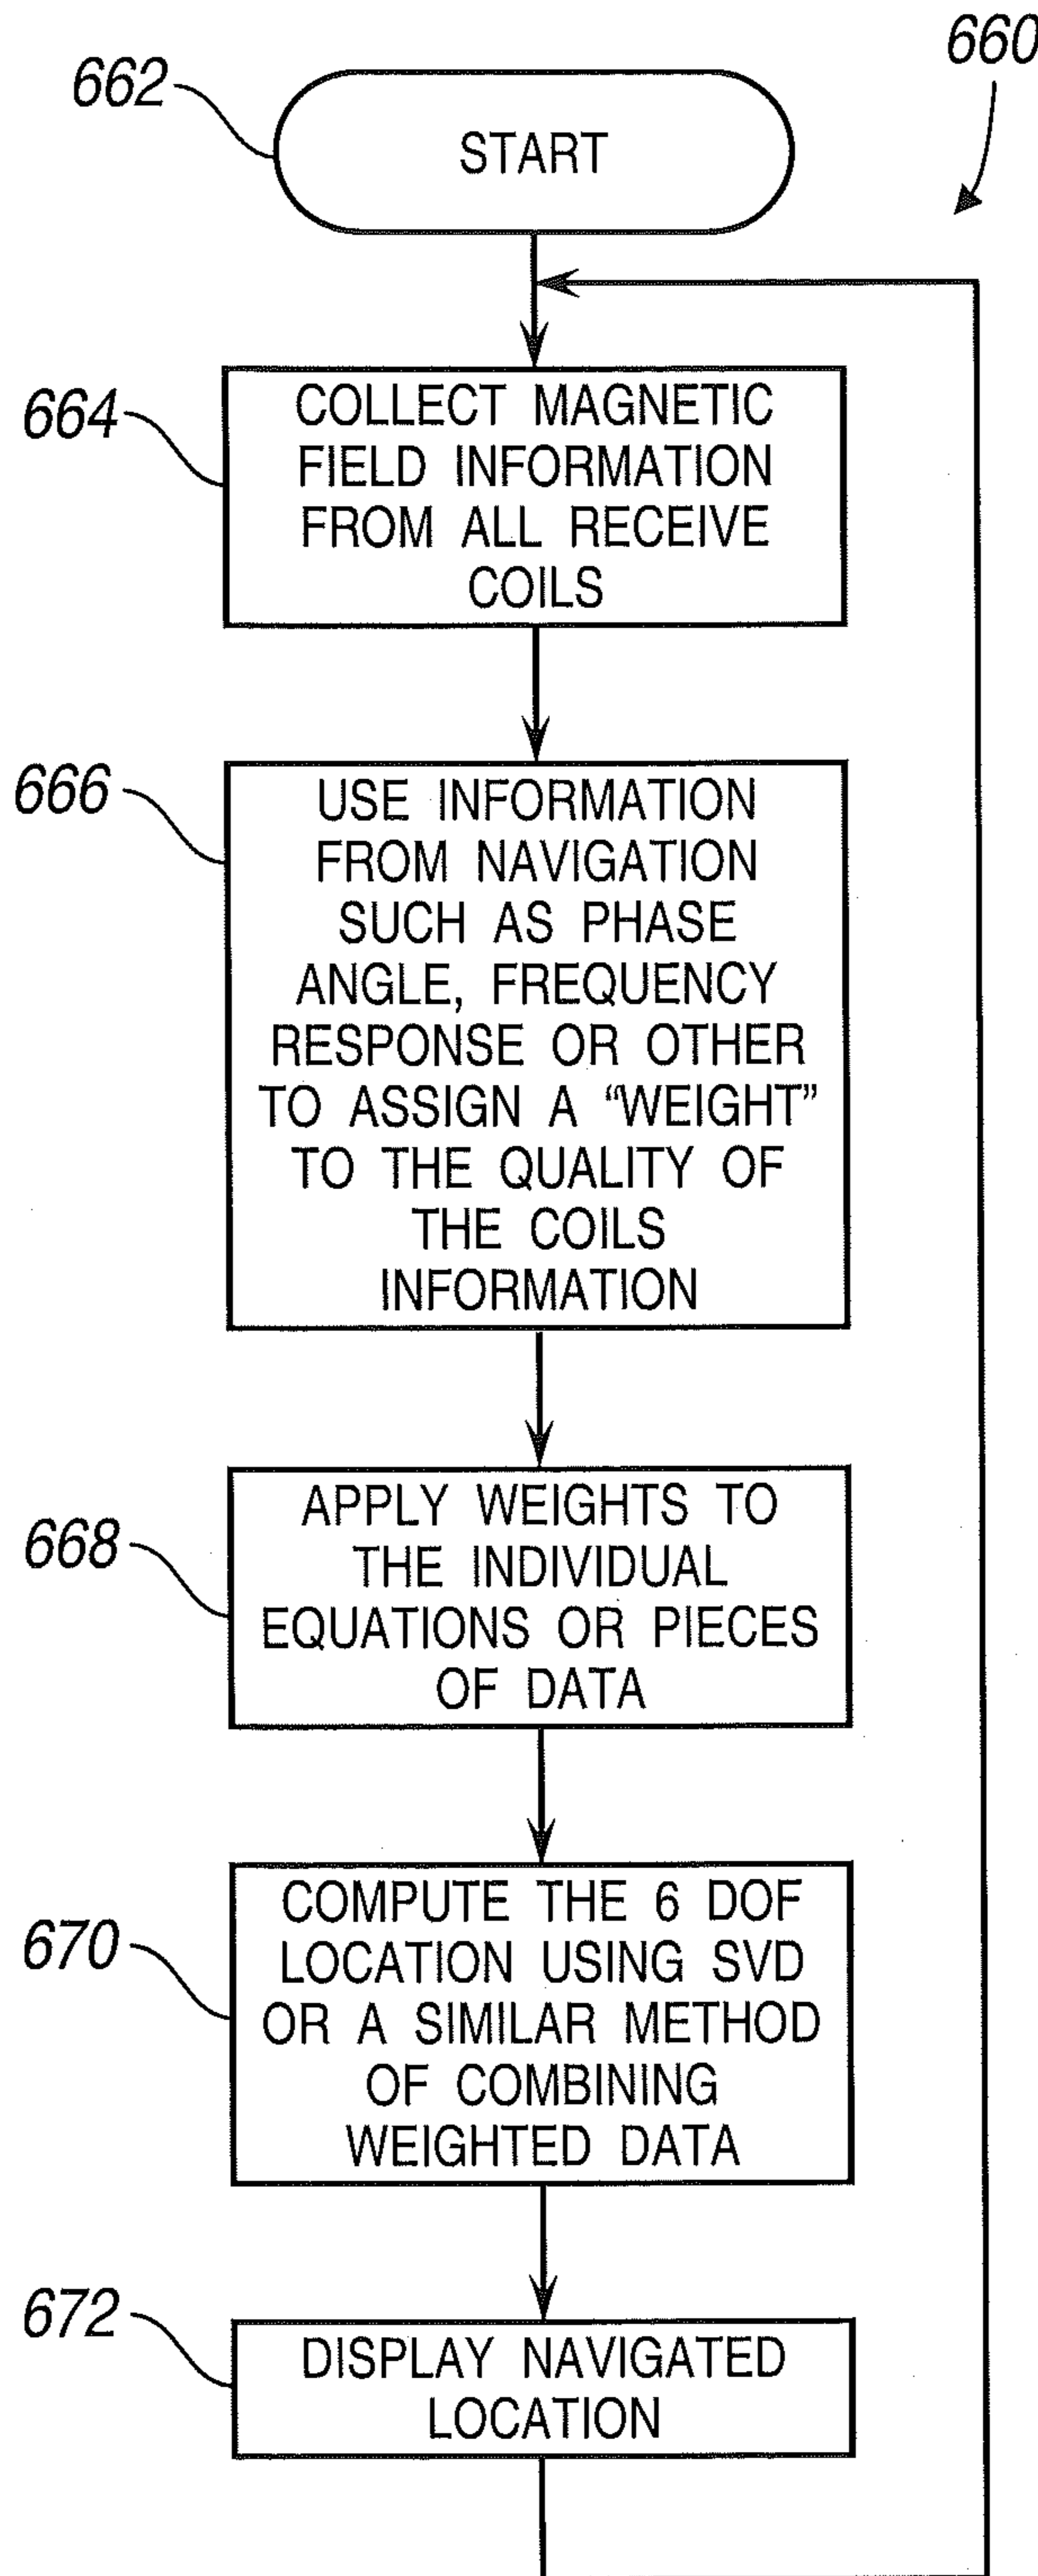 660
662
START
664
COLLECT MAGNETIC
FIELD INFORMATION
FROM ALL RECEIVE
COILS
666
USE INFORMATION
FROM NAVIGATION
SUCH AS PHASE
ANGLE, FREQUENCY
RESPONSE OR OTHER
TO ASSIGN A “WEIGHT”
TO THE QUALITY OF
THE COILS
INFORMATION
668
APPLY WEIGHTS TO
THE INDIVIDUAL
EQUATIONS OR PIECES
OF DATA
670
COMPUTE THE 6 DOF
LOCATION USING SVD
OR A SIMILAR METHOD
OF COMBINING
WEIGHTED DATA
672
DISPLAY NAVIGATED
LOCATION